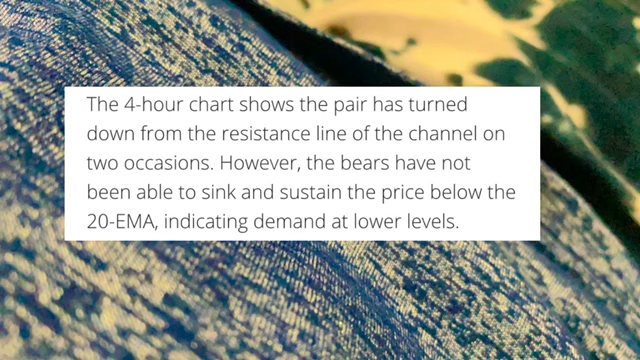 The 4-hour chart shows the pair has turned
down from the resistance line of the channel on
two occasions. However, the bears have not
been able to sink and sustain the price below the
20-EMA, indicating demand at lower levels.